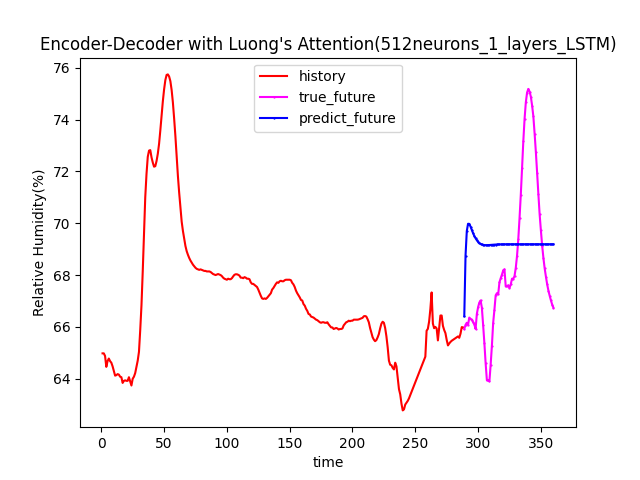 Encoder-Decoder with Luong's Attention(512neurons_1_layers_LSTM)
history
true_future
predict_future
Relative Humidity(%)
76
74
72
70
68
66
64
0 50 100 150 200 250 300 350
time